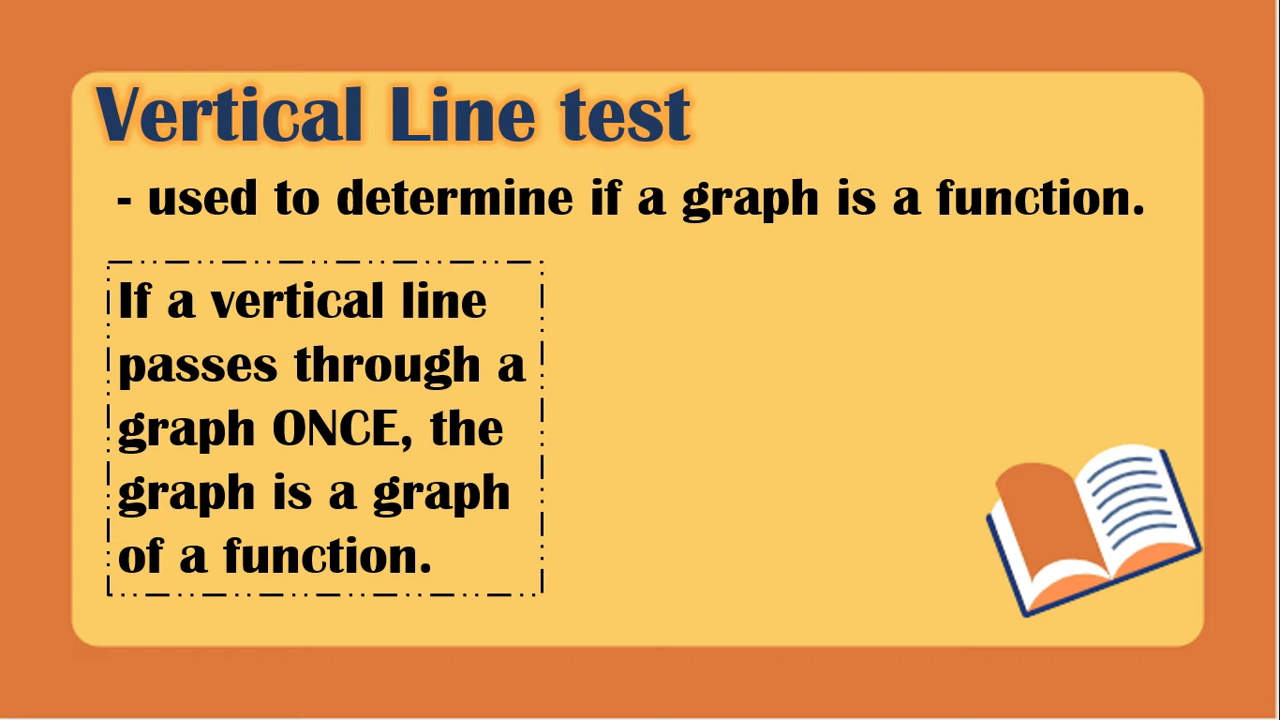 Vertical Line test
- used to determine if a graph is a function.
If a vertical line
passes through a
graph ONCE, the
graph is a graph
of a function.